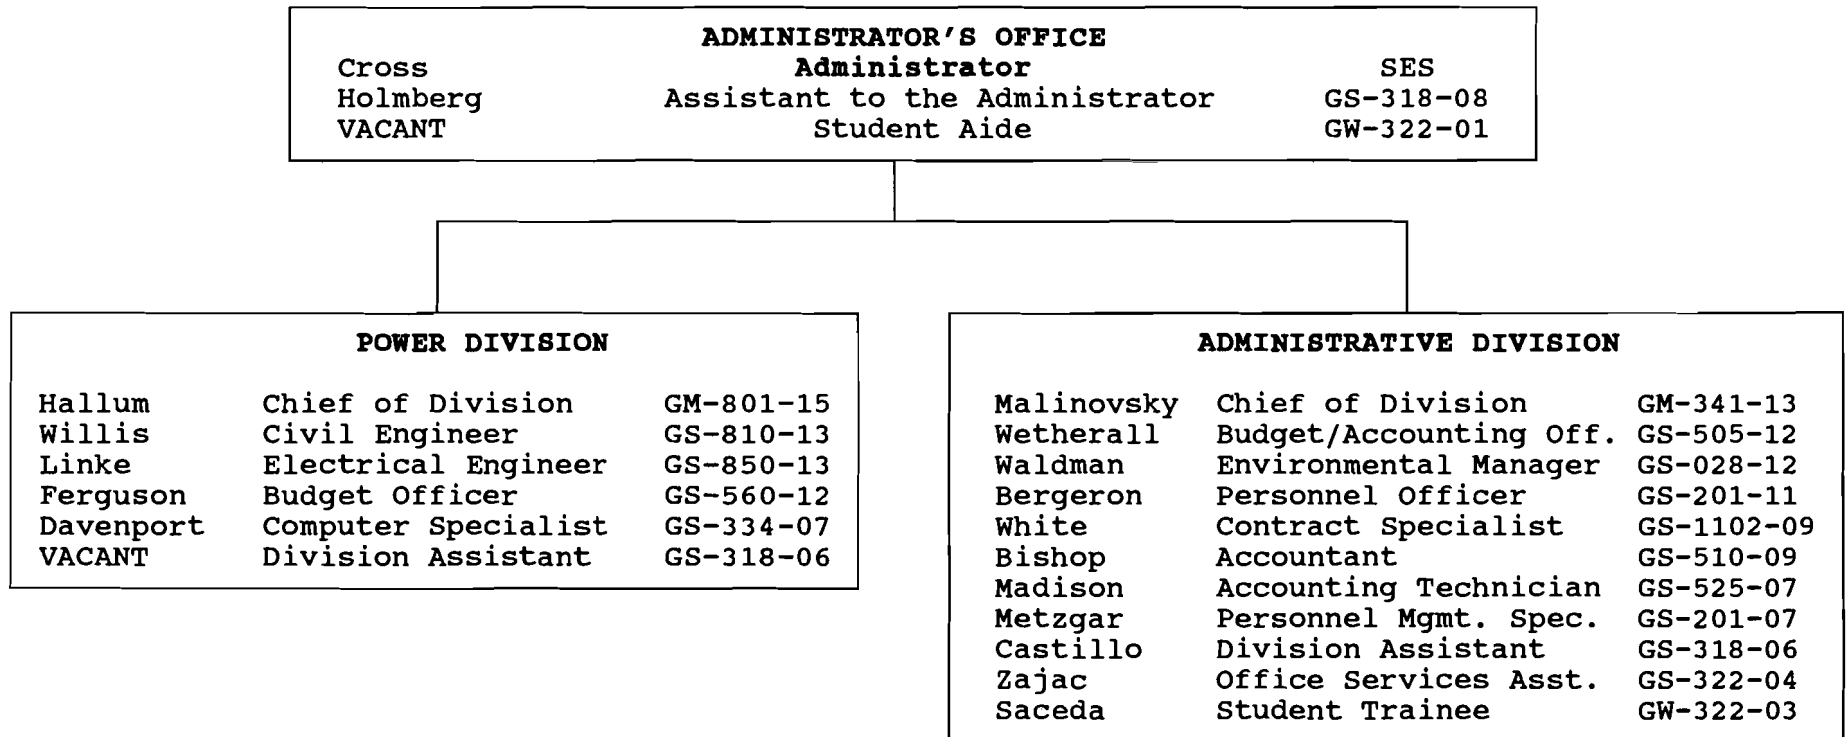 ADMINISTRATOR'S OFFICE
Cross Administrator SES
Holmberg Assistant to the Administrator GS-318-08
VACANT Student Aide GW-322-01
POWER DIVISION
Hallum Chief of Division GM-801-15
Willis Civil Engineer GS-810-13
Linke Electrical Engineer GS-850-13
Ferguson Budget Officer GS-560-12
Davenport Computer Specialist GS-334-07
VACANT Division Assistant GS-318-06
ADMINISTRATIVE DIVISION
Malinovsky Chief of Division GM-341-13
Wetherall Budget/Accounting Off. GS-505-12
Waldman Environmental Manager GS-028-12
Bergeron Personnel Officer GS-201-11
White Contract Specialist GS-1102-09
Bishop Accountant GS-510-09
Madison Accounting Technician GS-525-07
Metzgar Personnel Mgmt. Spec. GS-201-07
Castillo Division Assistant GS-318-06
Zajac Office Services Asst. GS-322-04
Saceda Student Trainee GW-322-03